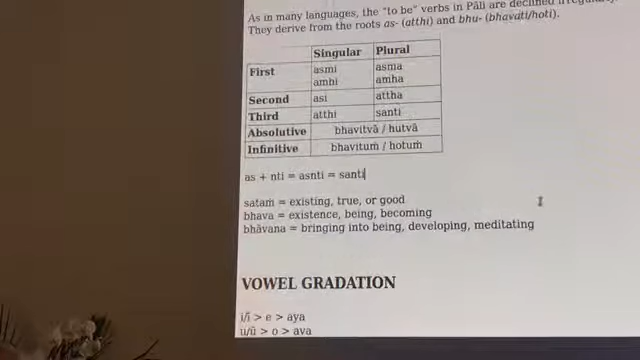 As in many languages, the "to be" verbs in Pāli are declined irregularly.
They derive from the roots as- (atthi) and bhu- (bhavati/hoti).
Singular Plural
First asmi asma
amhi amha
Second asi attha
Third atthi santi
Absolutive bhavitvā / hutvā
Infinitive bhavituṁ / hotuṁ
as + nti = asnti = santi
sataṁ = existing, true, or good
bhava = existence, being, becoming
bhāvana = bringing into being, developing, meditating
VOWEL GRADATION
i/ī > e > aya
u/ū > o > ava